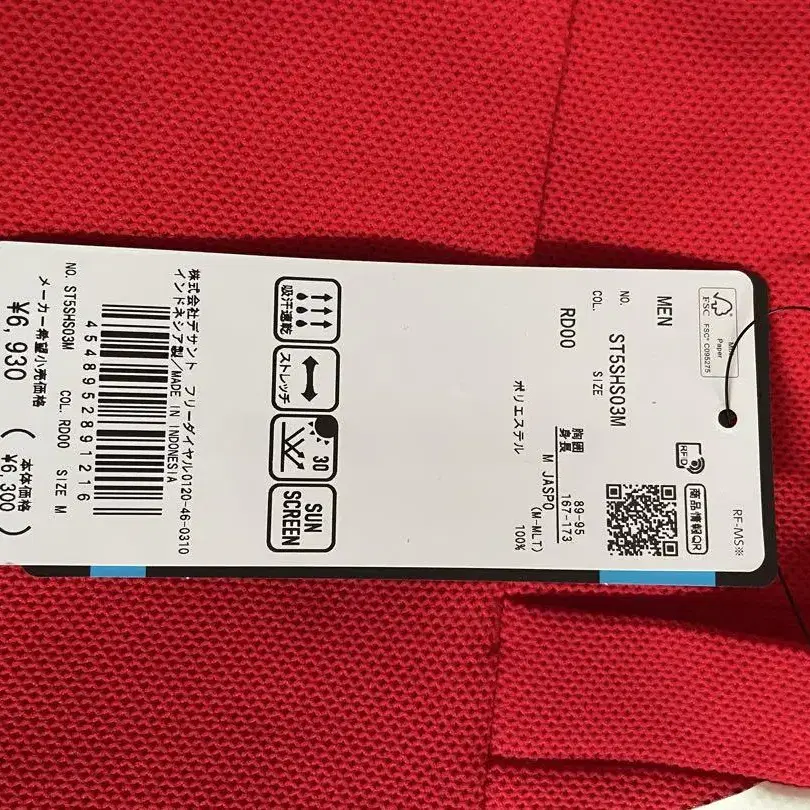 RF-MS※
FSC
Paper
FSC® C095275
RFD
商品情報QR
MEN
NO. ST5SHS03M
COL. SIZE
RD00
胸囲 89-95
身長 167-173
M JASPO
(M-MLT)
ポリエステル 100%
吸汗速乾
ストレッチ
30
SUN
SCREEN
株式会社デサント フリーダイヤル0120-46-0310
インドネシア製/MADE IN INDONESIA
4548952891216
NO. ST5SHS03M COL. RD00 SIZE M
メーカー希望小売価格
¥6,930
(本体価格 ¥6,300)